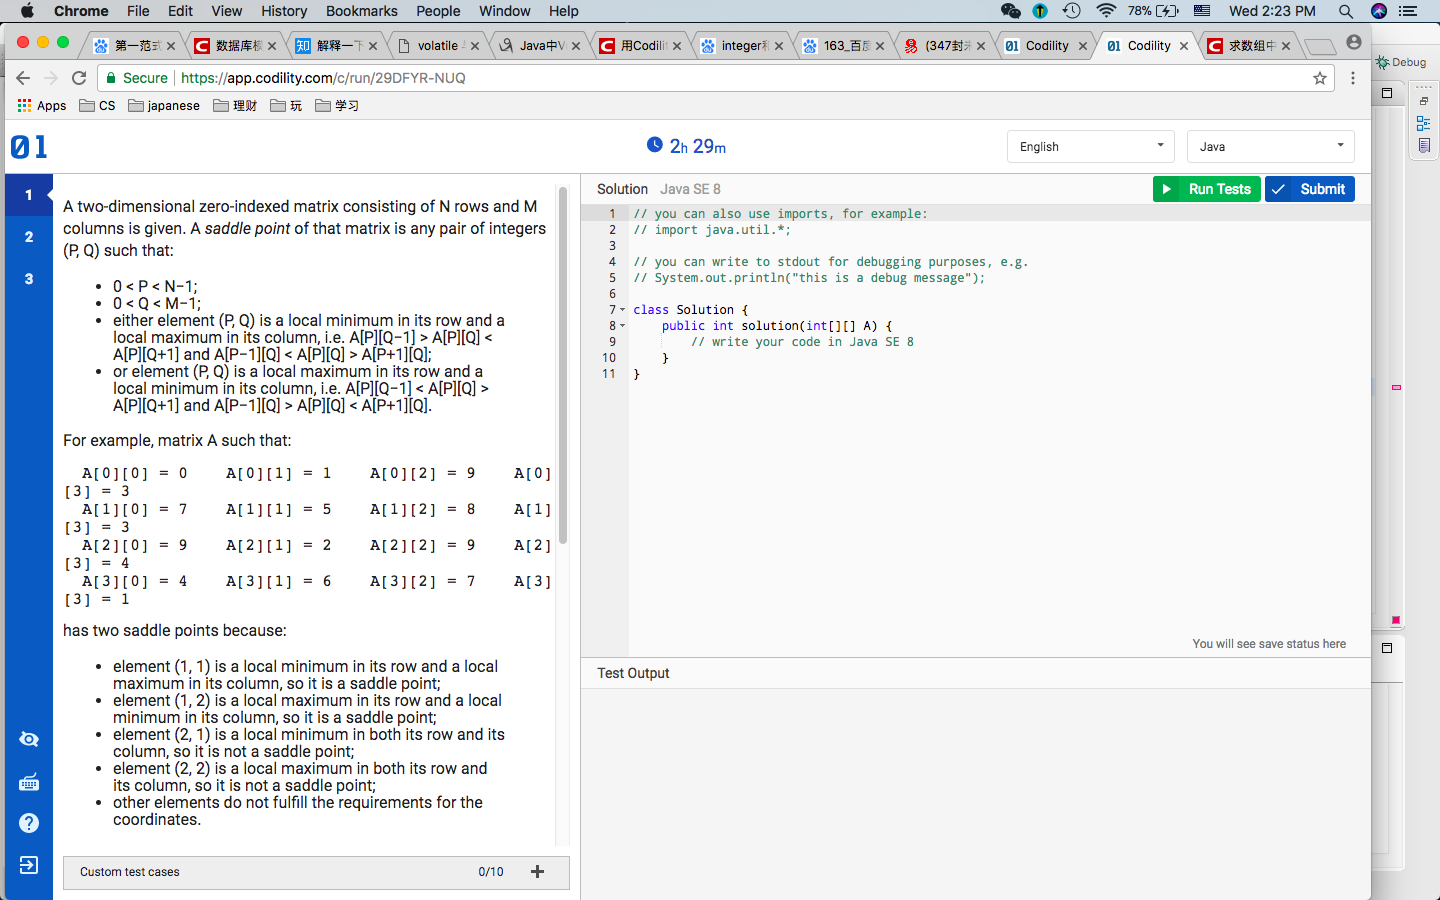 Chrome File Edit View History Bookmarks People Window Help 78% Wed 2:23 PM
第一范式 数据库模 解释一下 volatile Java中V 用Codili integer和 163_百度 (347封未 Codility Codility 求数组中
Secure https://app.codility.com/c/run/29DFYR-NUQ
Debug
Apps CS japanese 理财 玩 学习
01 2h 29m English Java
1
2
3
A two-dimensional zero-indexed matrix consisting of N rows and M
columns is given. A saddle point of that matrix is any pair of integers
(P, Q) such that:
• 0 < P < N−1;
• 0 < Q < M−1;
• either element (P, Q) is a local minimum in its row and a
local maximum in its column, i.e. A[P][Q−1] > A[P][Q] <
A[P][Q+1] and A[P−1][Q] < A[P][Q] > A[P+1][Q];
• or element (P, Q) is a local maximum in its row and a
local minimum in its column, i.e. A[P][Q−1] < A[P][Q] >
A[P][Q+1] and A[P−1][Q] > A[P][Q] < A[P+1][Q].
For example, matrix A such that:
A[0][0] = 0 A[0][1] = 1 A[0][2] = 9 A[0]
[3] = 3
A[1][0] = 7 A[1][1] = 5 A[1][2] = 8 A[1]
[3] = 3
A[2][0] = 9 A[2][1] = 2 A[2][2] = 9 A[2]
[3] = 4
A[3][0] = 4 A[3][1] = 6 A[3][2] = 7 A[3]
[3] = 1
has two saddle points because:
• element (1, 1) is a local minimum in its row and a local
maximum in its column, so it is a saddle point;
• element (1, 2) is a local maximum in its row and a local
minimum in its column, so it is a saddle point;
• element (2, 1) is a local minimum in both its row and its
column, so it is not a saddle point;
• element (2, 2) is a local maximum in both its row and
its column, so it is not a saddle point;
• other elements do not fulfill the requirements for the
coordinates.
Custom test cases 0/10 +
Solution Java SE 8 Run Tests Submit
1 // you can also use imports, for example:
2 // import java.util.*;
3
4 // you can write to stdout for debugging purposes, e.g.
5 // System.out.println("this is a debug message");
6
7 class Solution {
8 public int solution(int[][] A) {
9 // write your code in Java SE 8
10 }
11 }
You will see save status here
Test Output